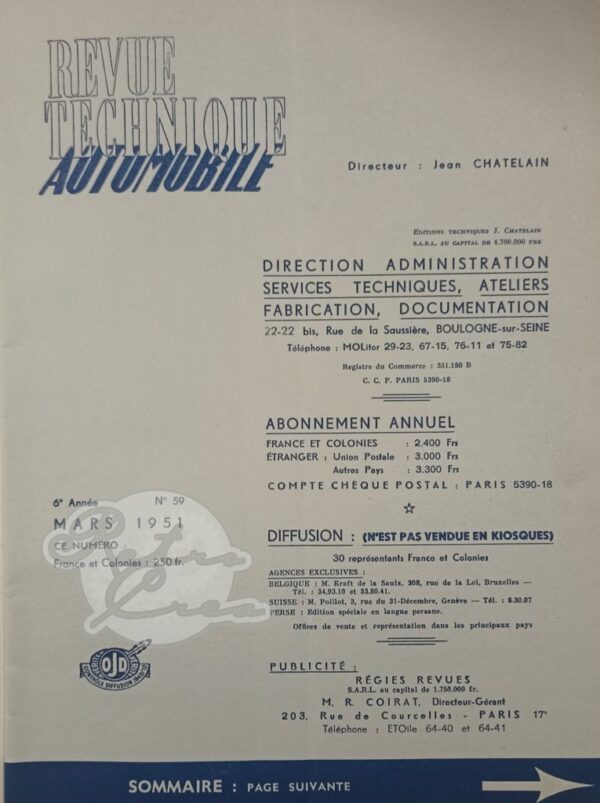 REVUE
TECHNIQUE
AUTOMOBILE
Directeur : Jean CHATELAIN
EDITIONS TECHNIQUES J. CHATELAIN
S.A.R.L. AU CAPITAL DE 4.700.000 FRS
DIRECTION ADMINISTRATION
SERVICES TECHNIQUES, ATELIERS
FABRICATION, DOCUMENTATION
22-22 bis, Rue de la Saussière, BOULOGNE-sur-SEINE
Téléphone : MOLitor 29-23, 67-15, 76-11 et 75-82
Registre du Commerce : 351.180 B
C. C. P. PARIS 5390-18
ABONNEMENT ANNUEL
FRANCE ET COLONIES : 2.400 Frs
ÉTRANGER : Union Postale : 3.000 Frs
Autres Pays : 3.300 Frs
COMPTE CHÈQUE POSTAL : PARIS 5390-18
6e Année N° 59
MARS 1951
CE NUMERO :
France et Colonies : 250 fr.
Retro
Crea
DIFFUSION : (N'EST PAS VENDUE EN KIOSQUES)
30 représentants France et Colonies
AGENCES EXCLUSIVES :
BELGIQUE : M. Kraft de la Saulx, 208, rue de la Loi, Bruxelles —
Tél. : 34.93.10 et 33.80.41.
SUISSE : M. Poillot, 3, rue du 31-Décembre, Genève — Tél. : 6.30.07
PERSE : Edition spéciale en langue persane.
Offices de vente et représentation dans les principaux pays
OJD
CONTRÔLE DIFFUSION
PUBLICITÉ :
RÉGIES REVUES
S.A.R.L. au capital de 1.750.000 fr.
M. R. COIRAT, Directeur-Gérant
203, Rue de Courcelles - PARIS 17e
Téléphone : ETOile 64-40 et 64-41
SOMMAIRE : PAGE SUIVANTE